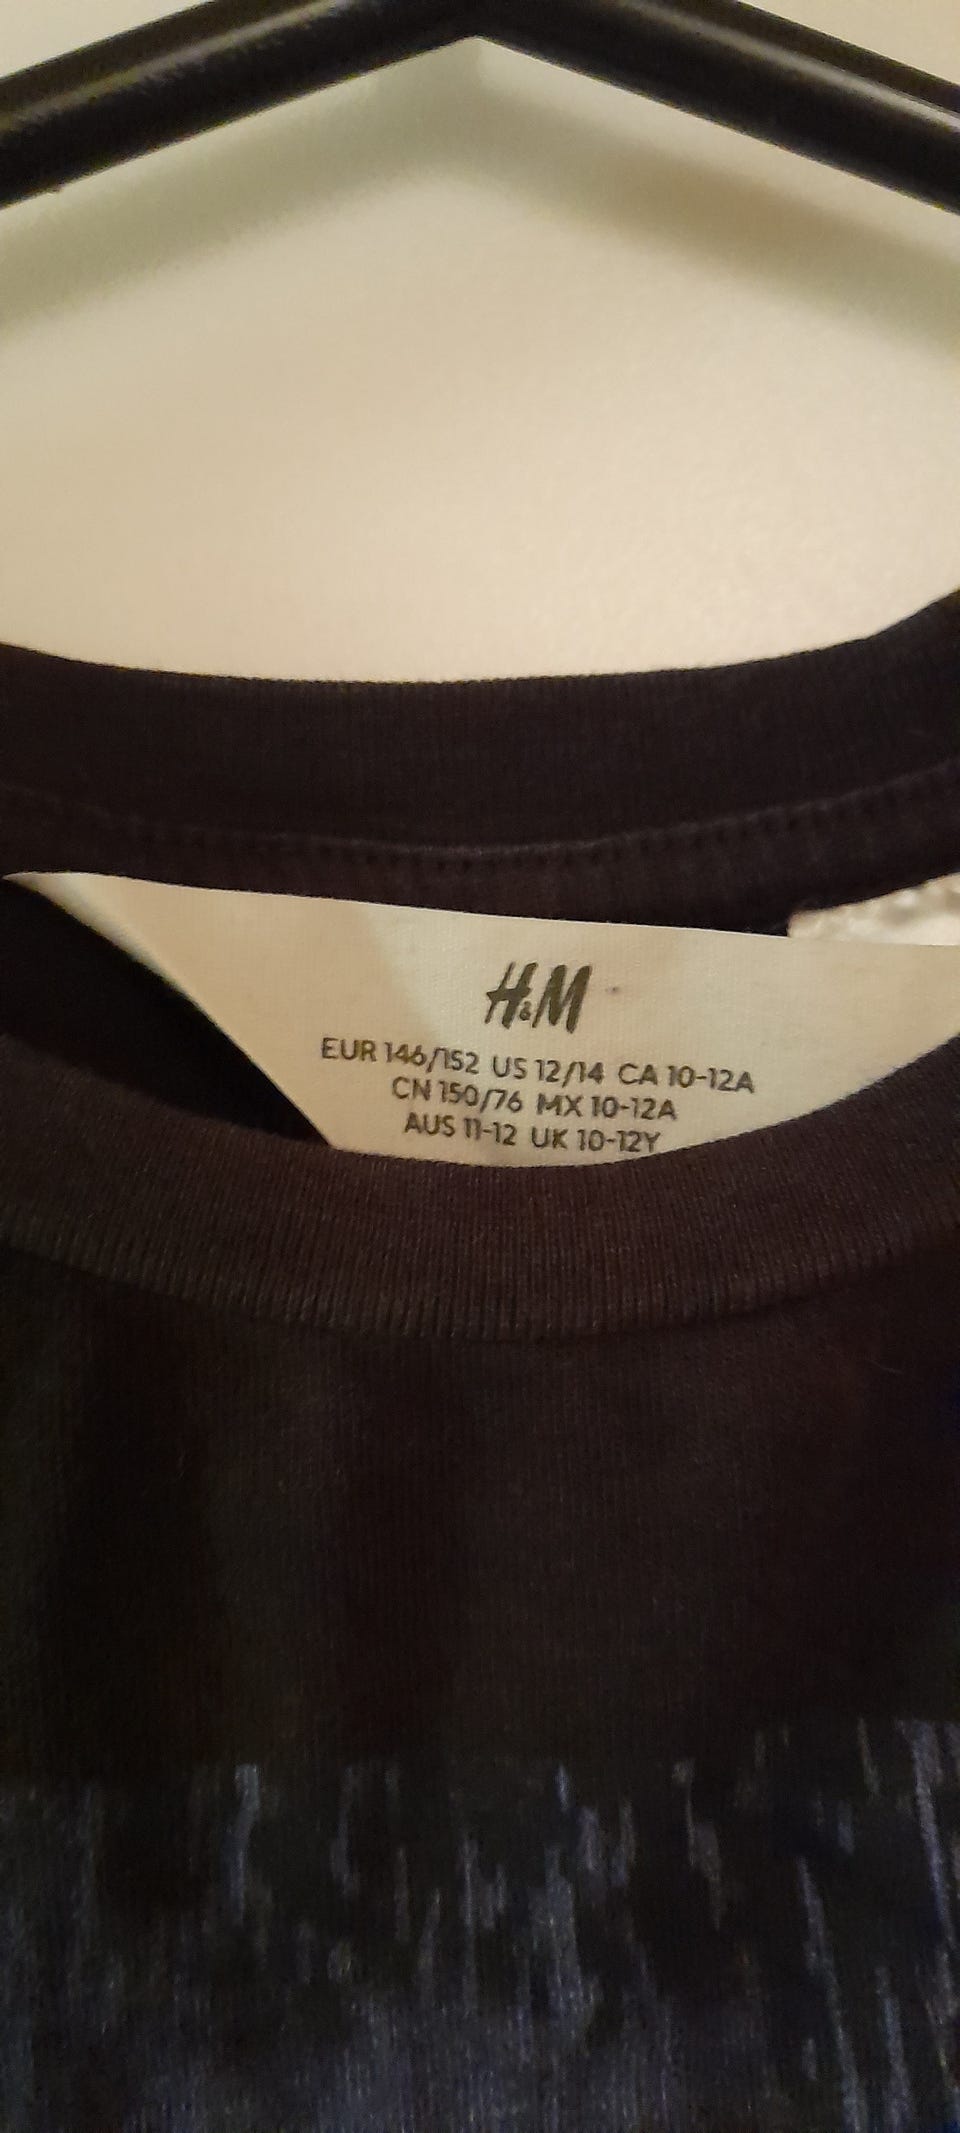 H&M
EUR 146/152 US 12/14 CA 10-12A
CN 150/76 MX 10-12A
AUS 11-12 UK 10-12Y